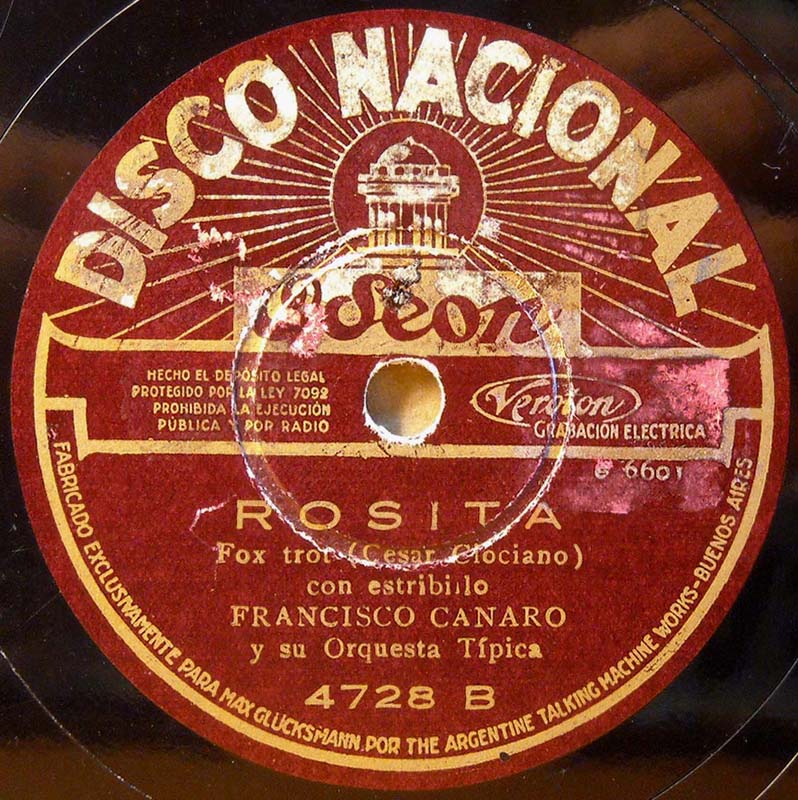 DISCO NACIONAL
Odeon
HECHO EL DEPÓSITO LEGAL
PROTEGIDO POR LA LEY 7092
PROHIBIDA LA EJECUCIÓN
PÚBLICA Y POR RADIO
Veroton
GRABACIÓN ELECTRICA
e 6601
ROSITA
Fox trot (Cesar Clociano)
con estribillo
FRANCISCO CANARO
y su Orquesta Típica
4728 B
FABRICADO EXCLUSIVAMENTE PARA MAX GLÜCKSMANN. POR THE ARGENTINE TALKING MACHINE WORKS-BUENOS AIRES